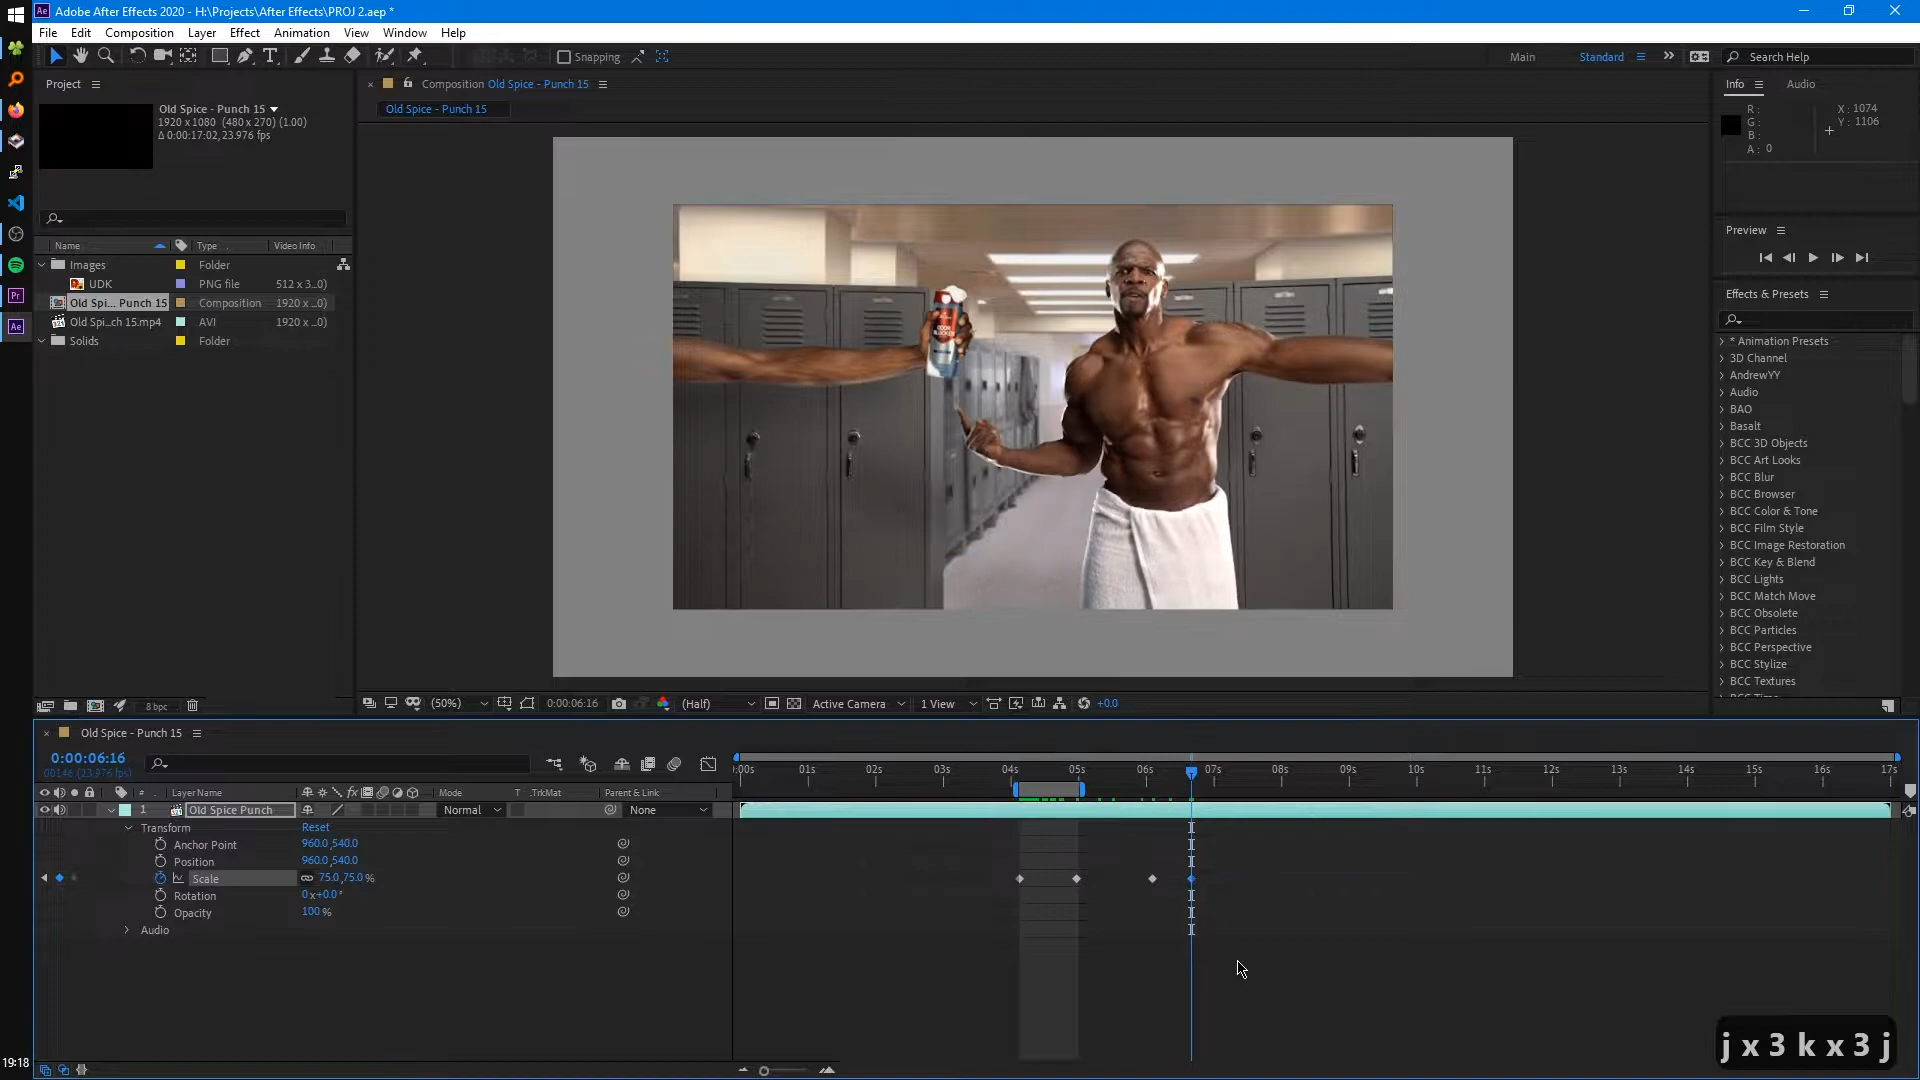 Adobe After Effects 2020 - H:\Projects\After Effects\PROJ 2.aep *
File Edit Composition Layer Effect Animation View Window Help
Snapping
Main Standard Search Help
Project
Old Spice - Punch 15
1920 x 1080 (480 x 270) (1.00)
Δ 0:00:17:02, 23.976 fps
Name Type Video Info
Images Folder
UDK PNG file 512 x 3...0)
Old Spi... Punch 15 Composition 1920 x ...0)
Old Spi...ch 15.mp4 AVI 1920 x ...0)
Solids Folder
8 bpc
Composition Old Spice - Punch 15
Old Spice - Punch 15
(50%) 0:00:06:16 (Half) Active Camera 1 View +0.0
Info Audio
R :
G :
B :
A : 0
X : 1074
Y : 1106
Preview
Effects & Presets
* Animation Presets
3D Channel
AndrewYY
Audio
BAO
Basalt
BCC 3D Objects
BCC Art Looks
BCC Blur
BCC Browser
BCC Color & Tone
BCC Film Style
BCC Image Restoration
BCC Key & Blend
BCC Lights
BCC Match Move
BCC Obsolete
BCC Particles
BCC Perspective
BCC Stylize
BCC Textures
Old Spice - Punch 15
0:00:06:16
00146 (23.976 fps)
:00s 01s 02s 03s 04s 05s 06s 07s 08s 09s 10s 11s 12s 13s 14s 15s 16s 17s
# Layer Name Mode T .TrkMat Parent & Link
1 Old Spice Punch Normal None
Transform Reset
Anchor Point 960.0,540.0
Position 960.0,540.0
Scale 75.0,75.0 %
Rotation 0x+0.0°
Opacity 100 %
Audio
19:18
j x 3 k x 3 j